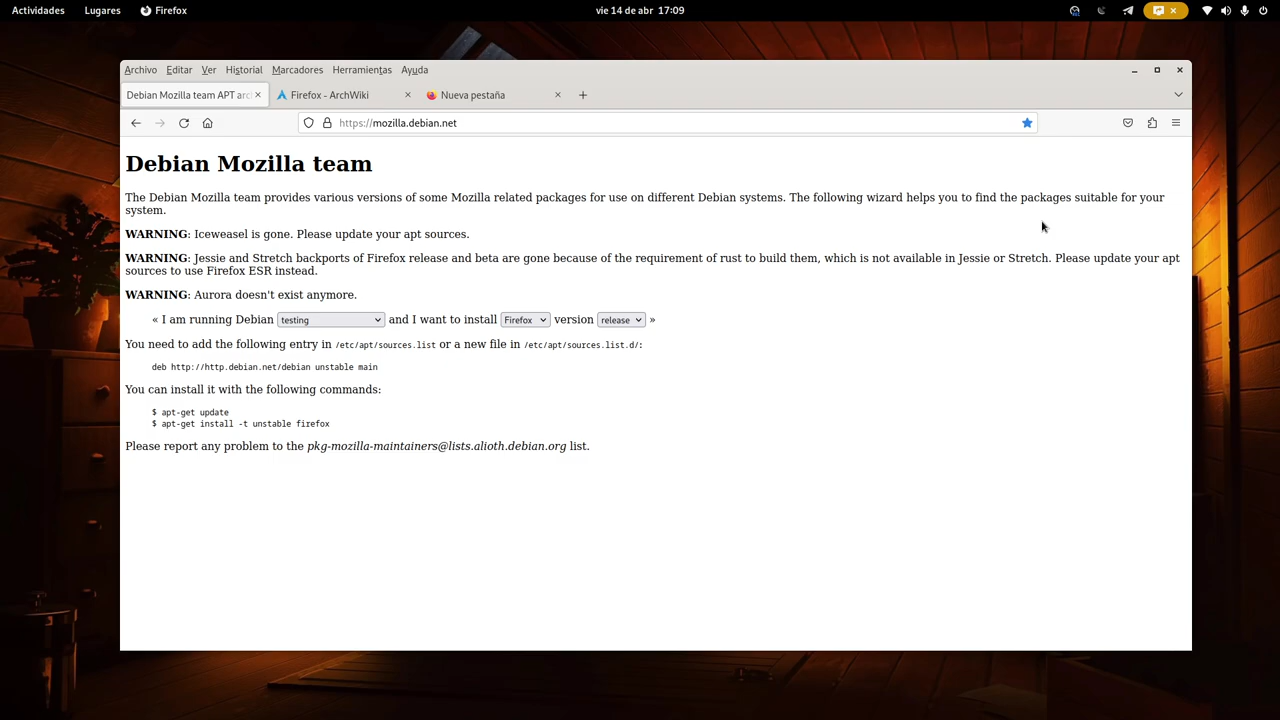 Actividades Lugares Firefox vie 14 de abr 17:09
Archivo Editar Ver Historial Marcadores Herramientas Ayuda
Debian Mozilla team APT arc Firefox - ArchWiki Nueva pestaña
https://mozilla.debian.net
Debian Mozilla team
The Debian Mozilla team provides various versions of some Mozilla related packages for use on different Debian systems. The following wizard helps you to find the packages suitable for your
system.
WARNING: Iceweasel is gone. Please update your apt sources.
WARNING: Jessie and Stretch backports of Firefox release and beta are gone because of the requirement of rust to build them, which is not available in Jessie or Stretch. Please update your apt
sources to use Firefox ESR instead.
WARNING: Aurora doesn't exist anymore.
« I am running Debian testing and I want to install Firefox version release »
You need to add the following entry in /etc/apt/sources.list or a new file in /etc/apt/sources.list.d/:
deb http://http.debian.net/debian unstable main
You can install it with the following commands:
$ apt-get update
$ apt-get install -t unstable firefox
Please report any problem to the pkg-mozilla-maintainers@lists.alioth.debian.org list.